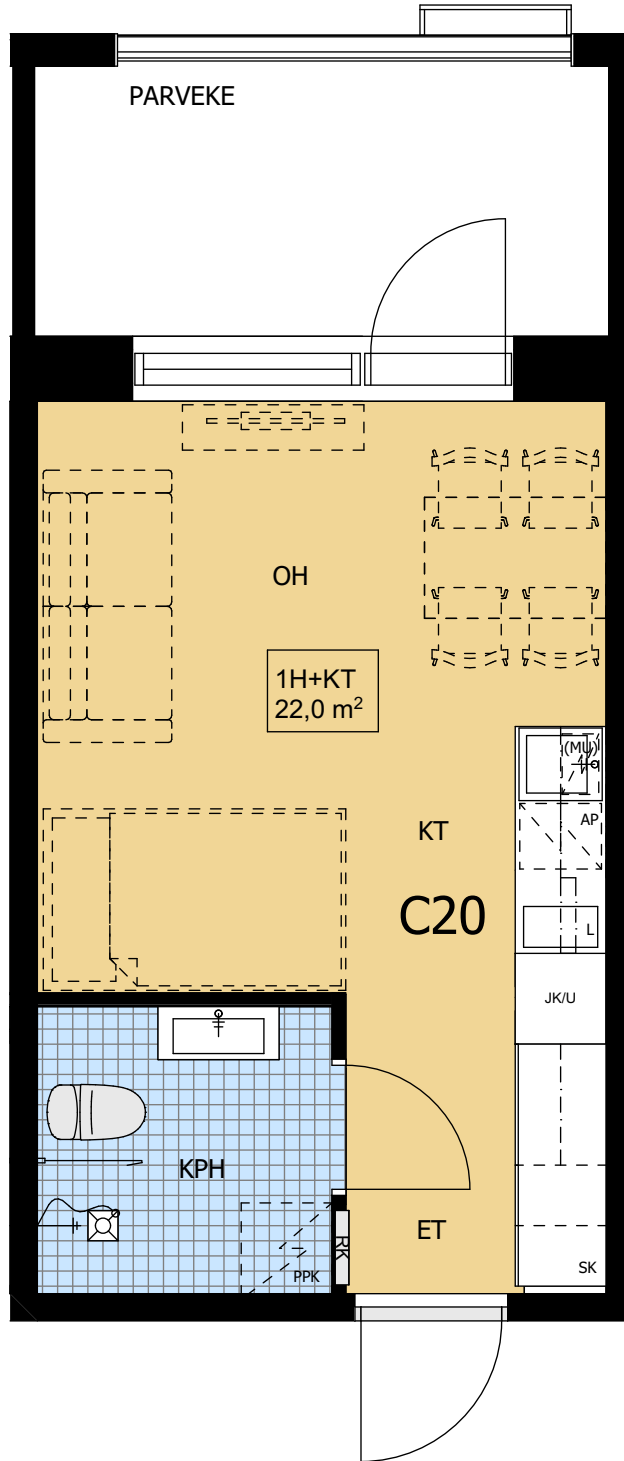 PARVEKE
OH
1H+KT
22,0 m²
(MU)
AP
KT
C20
L
JK/U
KPH
ET
RK
PPK
SK